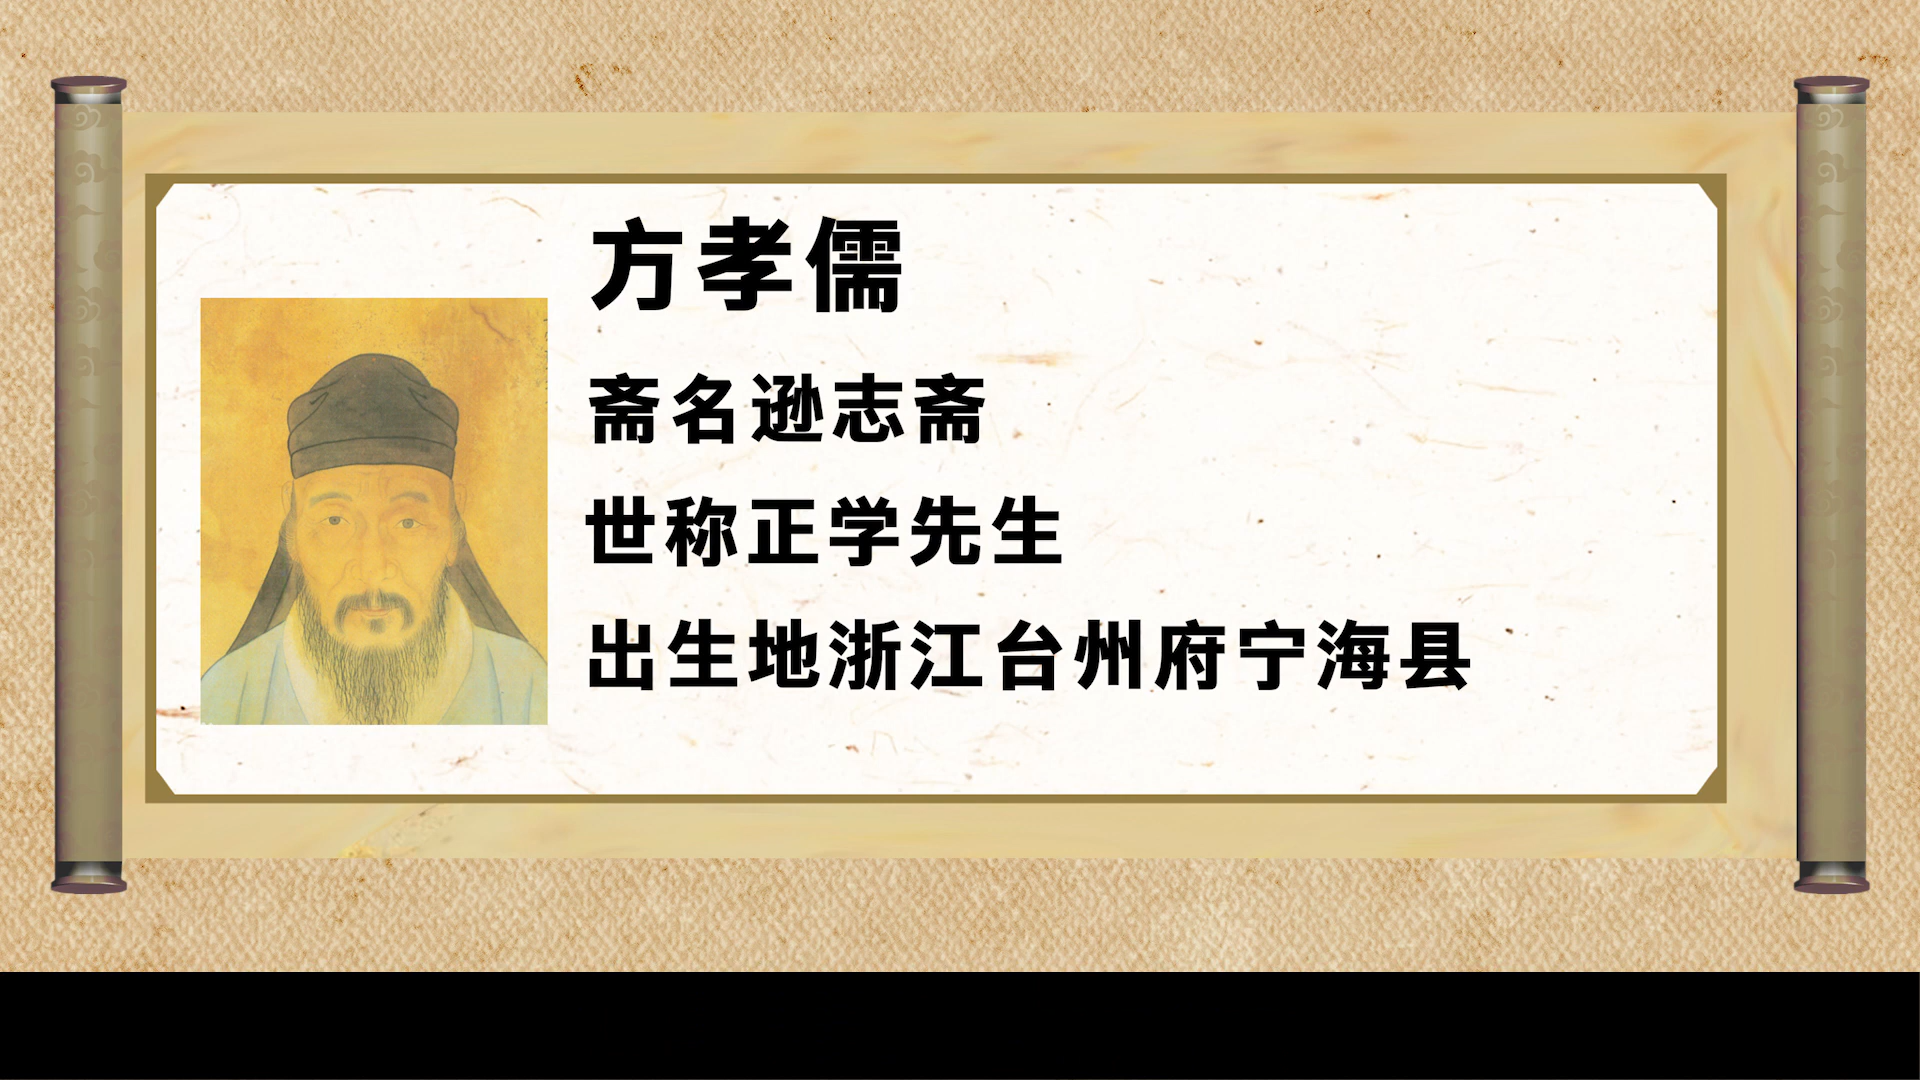 方孝儒
斋名逊志斋
世称正学先生
出生地浙江台州府宁海县